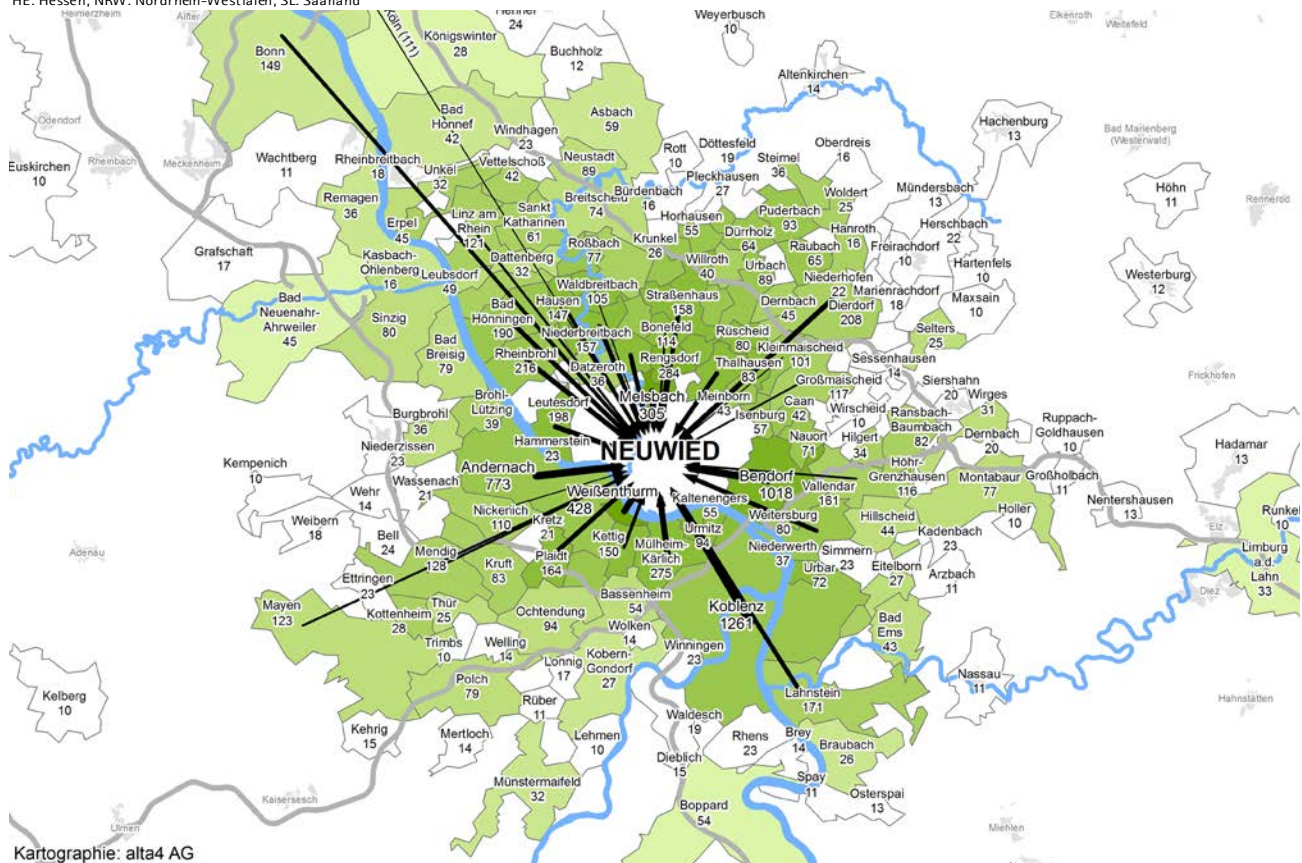 HE: Hessen, NRW: Nordrhein-Westfalen, SL: Saarland
Heimerzheim
Alfter
24
Weyerbusch
10
Elkenroth
Weitefeld
Bonn
149
Köln (111)
Königswinter
28
Buchholz
12
Altenkirchen
14
Hachenburg
13
Bad Marienberg
(Westerwald)
Odendorf
Rheinbach
Meckenheim
Euskirchen
10
Wachtberg
11
Rheinbreitbach
18
Bad
Honnef
42
Windhagen
23
Asbach
59
Unkel
32
Vettelschoß
42
Neustadt
89
Rott
10
Döttesfeld
19
Pleckhausen
27
Steimel
36
Oberdreis
16
Höhn
11
Rennerod
Remagen
36
Erpel
45
Linz am
Rhein
121
Sankt
Katharinen
61
Breitscheid
74
Bürdenbach
16
Horhausen
55
Puderbach
93
Woldert
25
Mündersbach
13
Herschbach
22
Grafschaft
17
Kasbach-
Ohlenberg
16
Leubsdorf
49
Dattenberg
32
Roßbach
77
Krunkel
26
Willroth
40
Dürrholz
64
Urbach
89
Raubach
65
Hanroth
16
Freirachdorf
10
Hartenfels
10
Westerburg
12
Bad
Neuenahr-
Ahrweiler
45
Sinzig
80
Bad
Hönningen
190
Hausen
147
Waldbreitbach
105
Straßenhaus
158
Dernbach
45
Niederhofen
22
Dierdorf
208
Marienrachdorf
18
Maxsain
10
Bad
Breisig
79
Rheinbrohl
216
Niederbreitbach
157
Bonefeld
114
Rüscheid
80
Kleinmaischeid
101
Selters
25
Datzeroth
36
Rengsdorf
284
Thalhausen
83
Großmaischeid
117
Sessenhausen
14
Frickhofen
Brohl-
Lützing
39
Leutesdorf
198
Melsbach
305
Meinborn
43
Isenburg
57
Caan
42
Wirscheid
10
Siershahn
20
Wirges
31
Burgbrohl
36
Hammerstein
23
NEUWIED
Nauort
71
Hilgert
34
Ransbach-
Baumbach
82
Dernbach
20
Ruppach-
Goldhausen
10
Hadamar
13
Kempenich
10
Niederzissen
23
Wassenach
21
Andernach
773
Weißenthurm
428
Bendorf
1018
Vallendar
161
Höhr-
Grenzhausen
116
Montabaur
77
Großholbach
11
Nentershausen
13
Wehr
14
Weibern
18
Bell
24
Nickenich
110
Kretz
21
Kaltenengers
55
Urmitz
94
Weitersburg
80
Hillscheid
44
Kadenbach
23
Holler
10
Elz
Runkel
10
Adenau
Mendig
128
Plaidt
164
Kettig
150
Mülheim-
Kärlich
275
Niederwerth
37
Simmern
23
Eitelborn
27
Arzbach
11
Limburg
a.d.
Lahn
33
Ettringen
23
Kruft
83
Urbar
72
Diez
Mayen
123
Kottenheim
28
Thür
25
Ochtendung
94
Bassenheim
54
Koblenz
1261
Bad
Ems
43
Trimbs
10
Welling
14
Wolken
14
Winningen
23
Kelberg
10
Polch
79
Lonnig
17
Kobern-
Gondorf
27
Lahnstein
171
Nassau
11
Hahnstätten
Rüber
11
Kehrig
15
Mertloch
14
Lehmen
10
Waldesch
19
Rhens
23
Brey
14
Braubach
26
Dieblich
15
Münstermaifeld
32
Spay
11
Osterspai
13
Kaisersesch
Boppard
54
Ulmen
Miehlen
Kartographie: alta4 AG